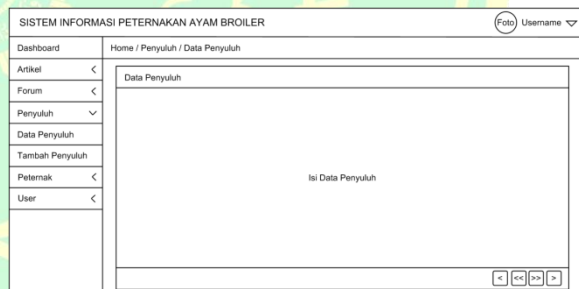 SISTEM INFORMASI PETERNAKAN AYAM BROILER
Foto Username
Dashboard
Home / Penyuluh / Data Penyuluh
Artikel <
Forum <
Penyuluh
Data Penyuluh
Tambah Penyuluh
Peternak <
User <
Data Penyuluh
Isi Data Penyuluh
< << >> >